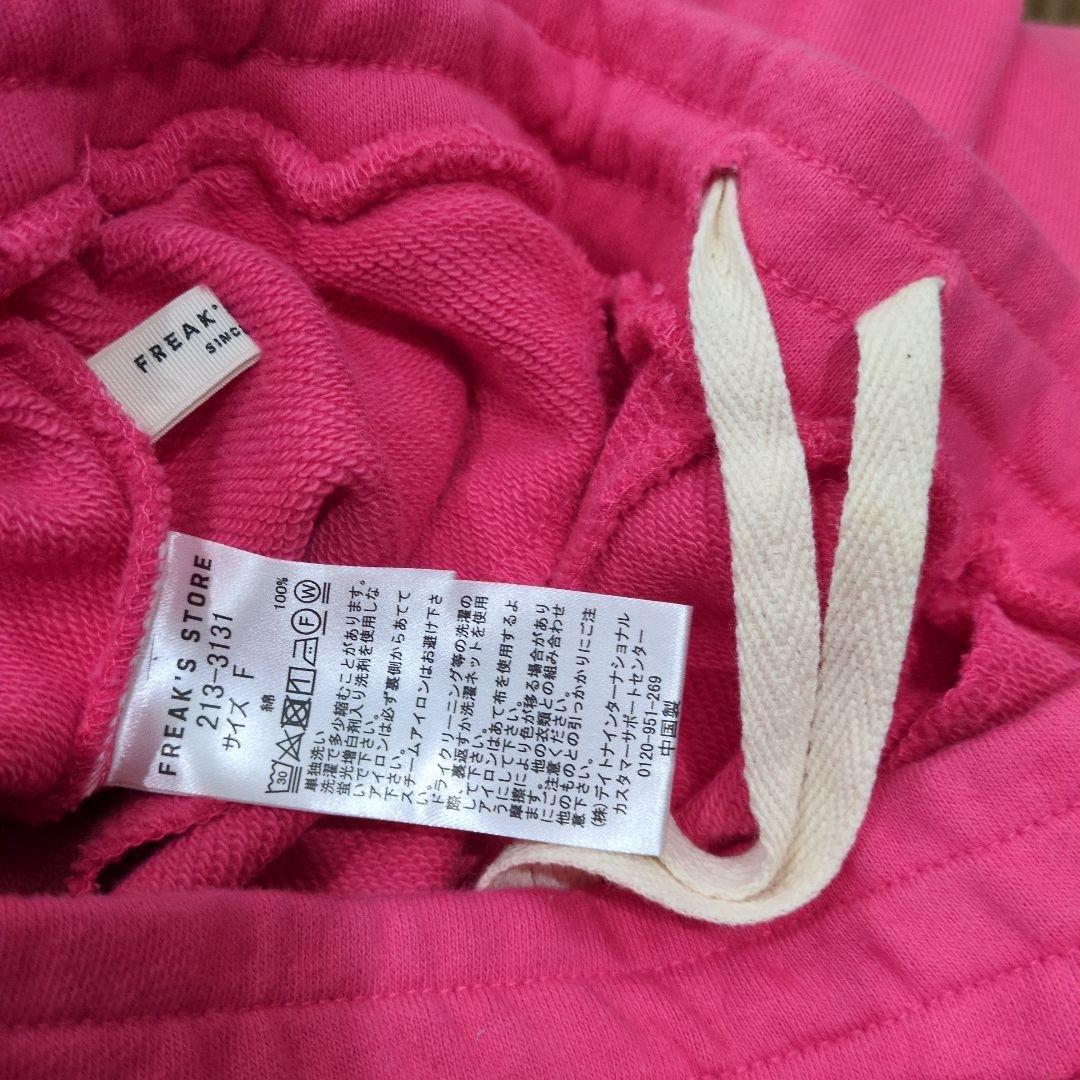 FREAK'
SINC
FREAK'S STORE
213-3131
サイズ F
綿 100%
30
W
単独洗い
洗濯で多少縮むことがあります。
蛍光増白剤入り洗剤を使用しな
いで下さい。
アイロンは必ず裏側からあてて
下さい。
スチームアイロンはお避け下さ
い。
ドライクリーニング等の洗濯の
際、裏返すか洗濯ネットを使用
して下さい。
アイロンはあて布を使用するよ
うにして下さい。
摩擦により色が移る場合があり
ます。他の衣類との組み合わせ
にご注意ください。
他のものとの引っかかりにご注
意下さい。
(株)デイトナインターナショナル
カスタマーサポートセンター
0120-951-269
中国製